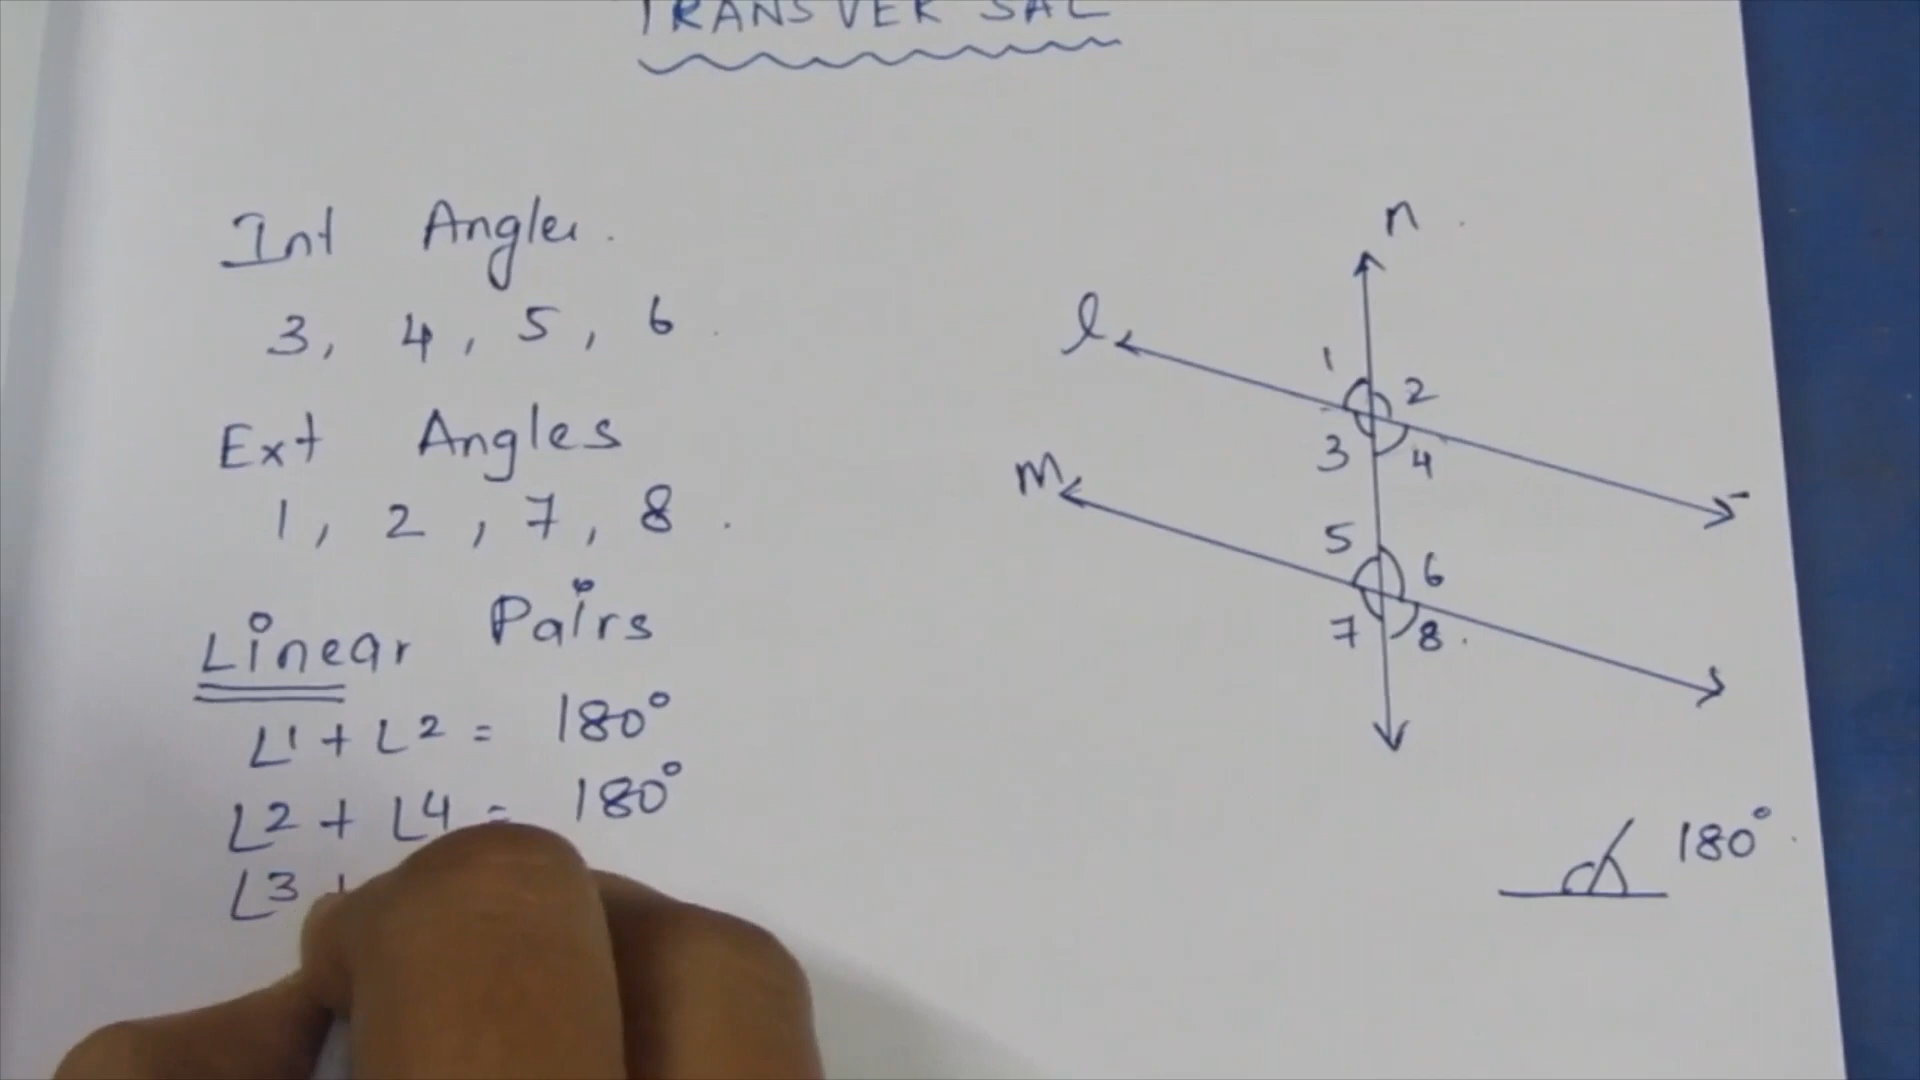 TRANSVERSAL
Int Angles
3, 4, 5, 6
Ext Angles
1, 2, 7, 8
Linear Pairs
∠1 + ∠2 = 180°
∠2 + ∠4 = 180°
∠3 +
n
l
1 2
3 4
m
5 6
7 8
180°